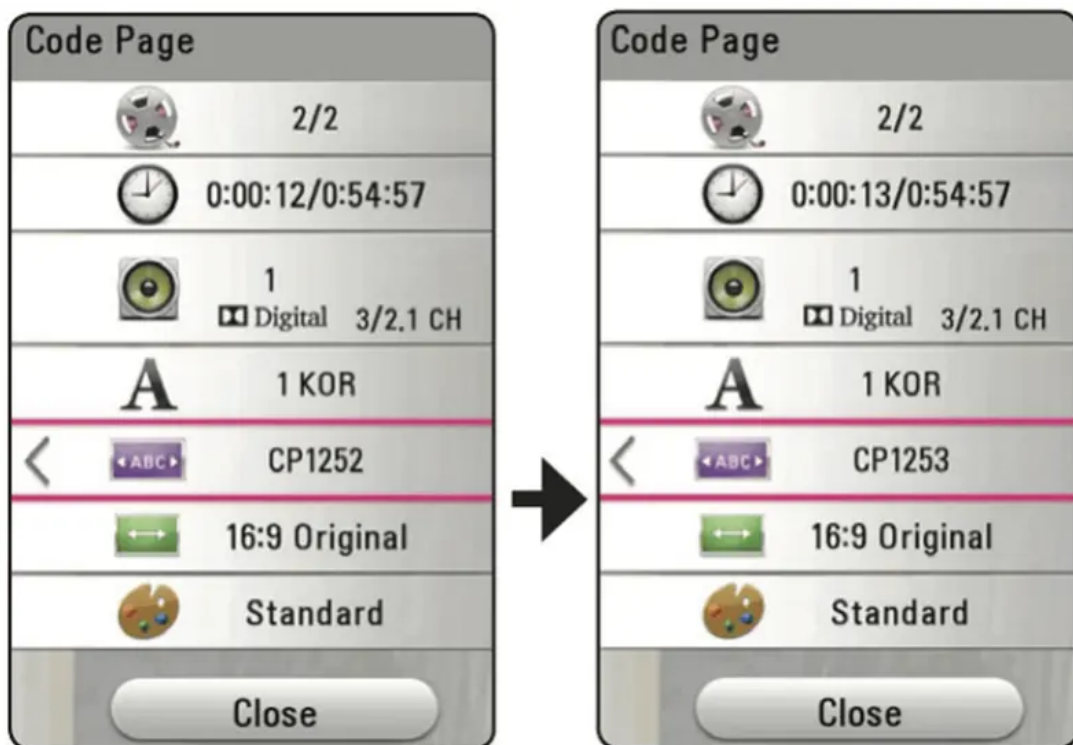 Code Page
2/2
0:00:12/0:54:57
1
Digital 3/2.1 CH
A 1 KOR
ABC CP1252
16:9 Original
Standard
Close
Code Page
2/2
0:00:13/0:54:57
1
Digital 3/2.1 CH
A 1 KOR
ABC CP1253
16:9 Original
Standard
Close